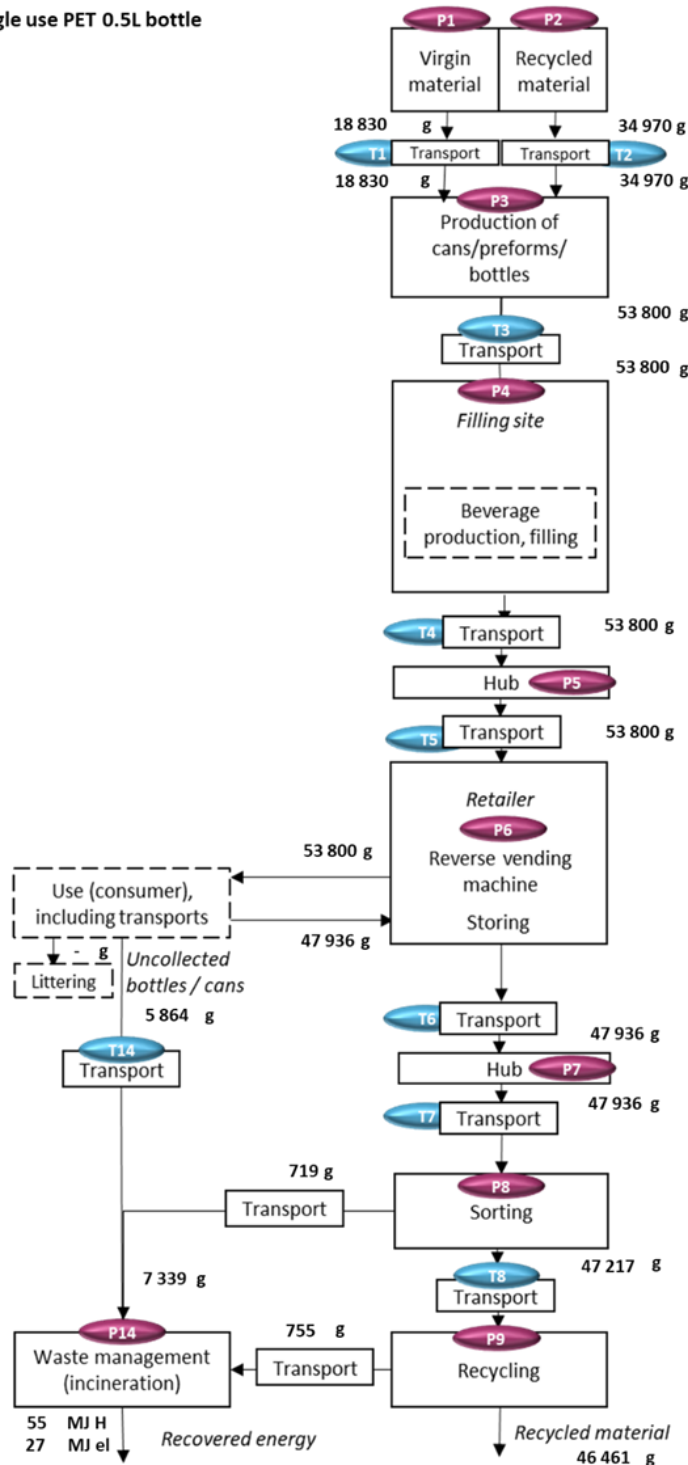 gle use PET 0.5L bottle
P1 P2
Virgin material
Recycled material
18 830 g
34 970 g
T1 Transport
Transport T2
18 830 g
34 970 g
P3
Production of
cans/preforms/
bottles
53 800 g
T3
Transport
53 800 g
P4
Filling site
Beverage
production, filling
T4 Transport
53 800 g
Hub P5
T5 Transport
53 800 g
Retailer
P6
Reverse vending
machine
Storing
53 800 g
Use (consumer),
including transports
47 936 g
- g
Littering
Uncollected
bottles / cans
5 864 g
T14
Transport
T6 Transport
47 936 g
Hub P7
47 936 g
T7 Transport
719 g
Transport
P8
Sorting
47 217 g
T8
Transport
7 339 g
P14
Waste management
(incineration)
755 g
Transport
P9
Recycling
55 MJ H
27 MJ el
Recovered energy
Recycled material
46 461 g